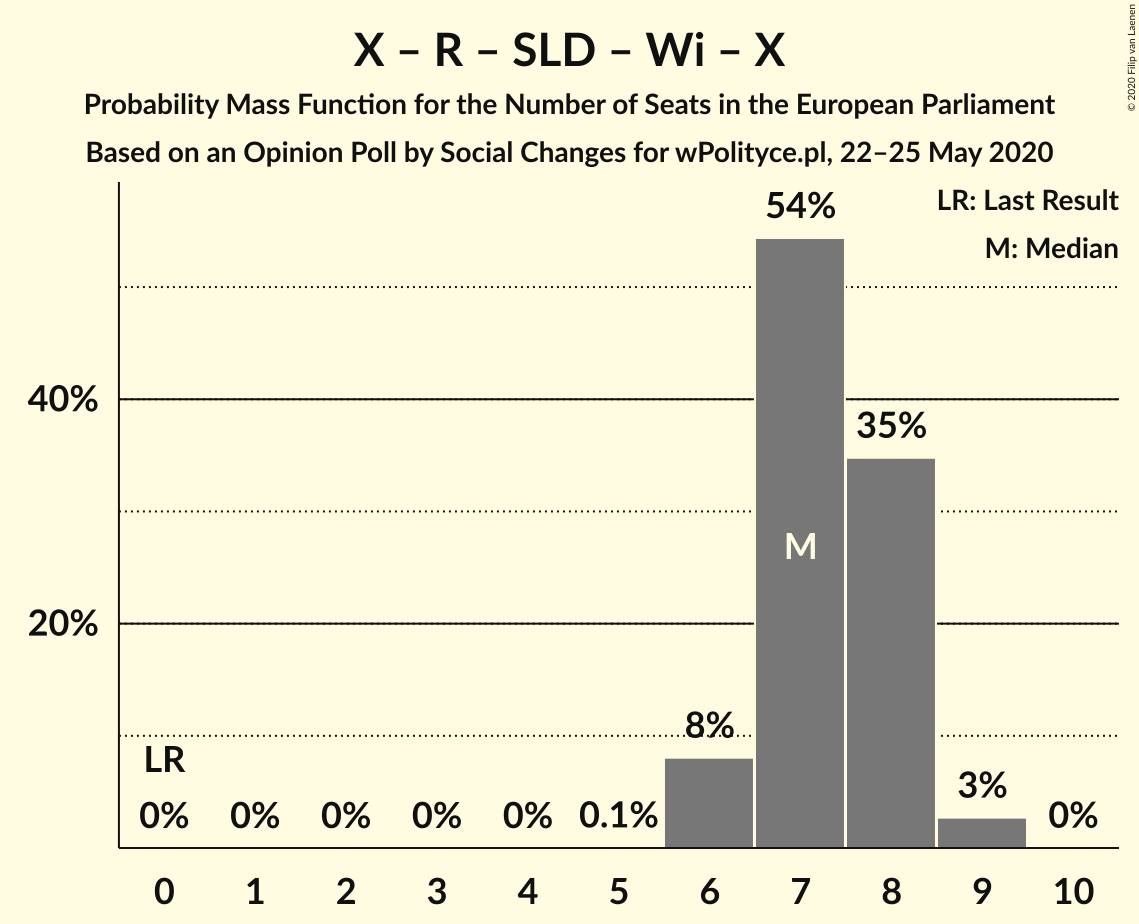 X – R – SLD – Wi – X
Probability Mass Function for the Number of Seats in the European Parliament
Based on an Opinion Poll by Social Changes for wPolityce.pl, 22–25 May 2020
© 2020 Filip van Laenen
LR: Last Result
M: Median
54%
40%
35%
M
20%
8%
LR
3%
0% 0% 0% 0% 0% 0.1% 0%
0 1 2 3 4 5 6 7 8 9 10